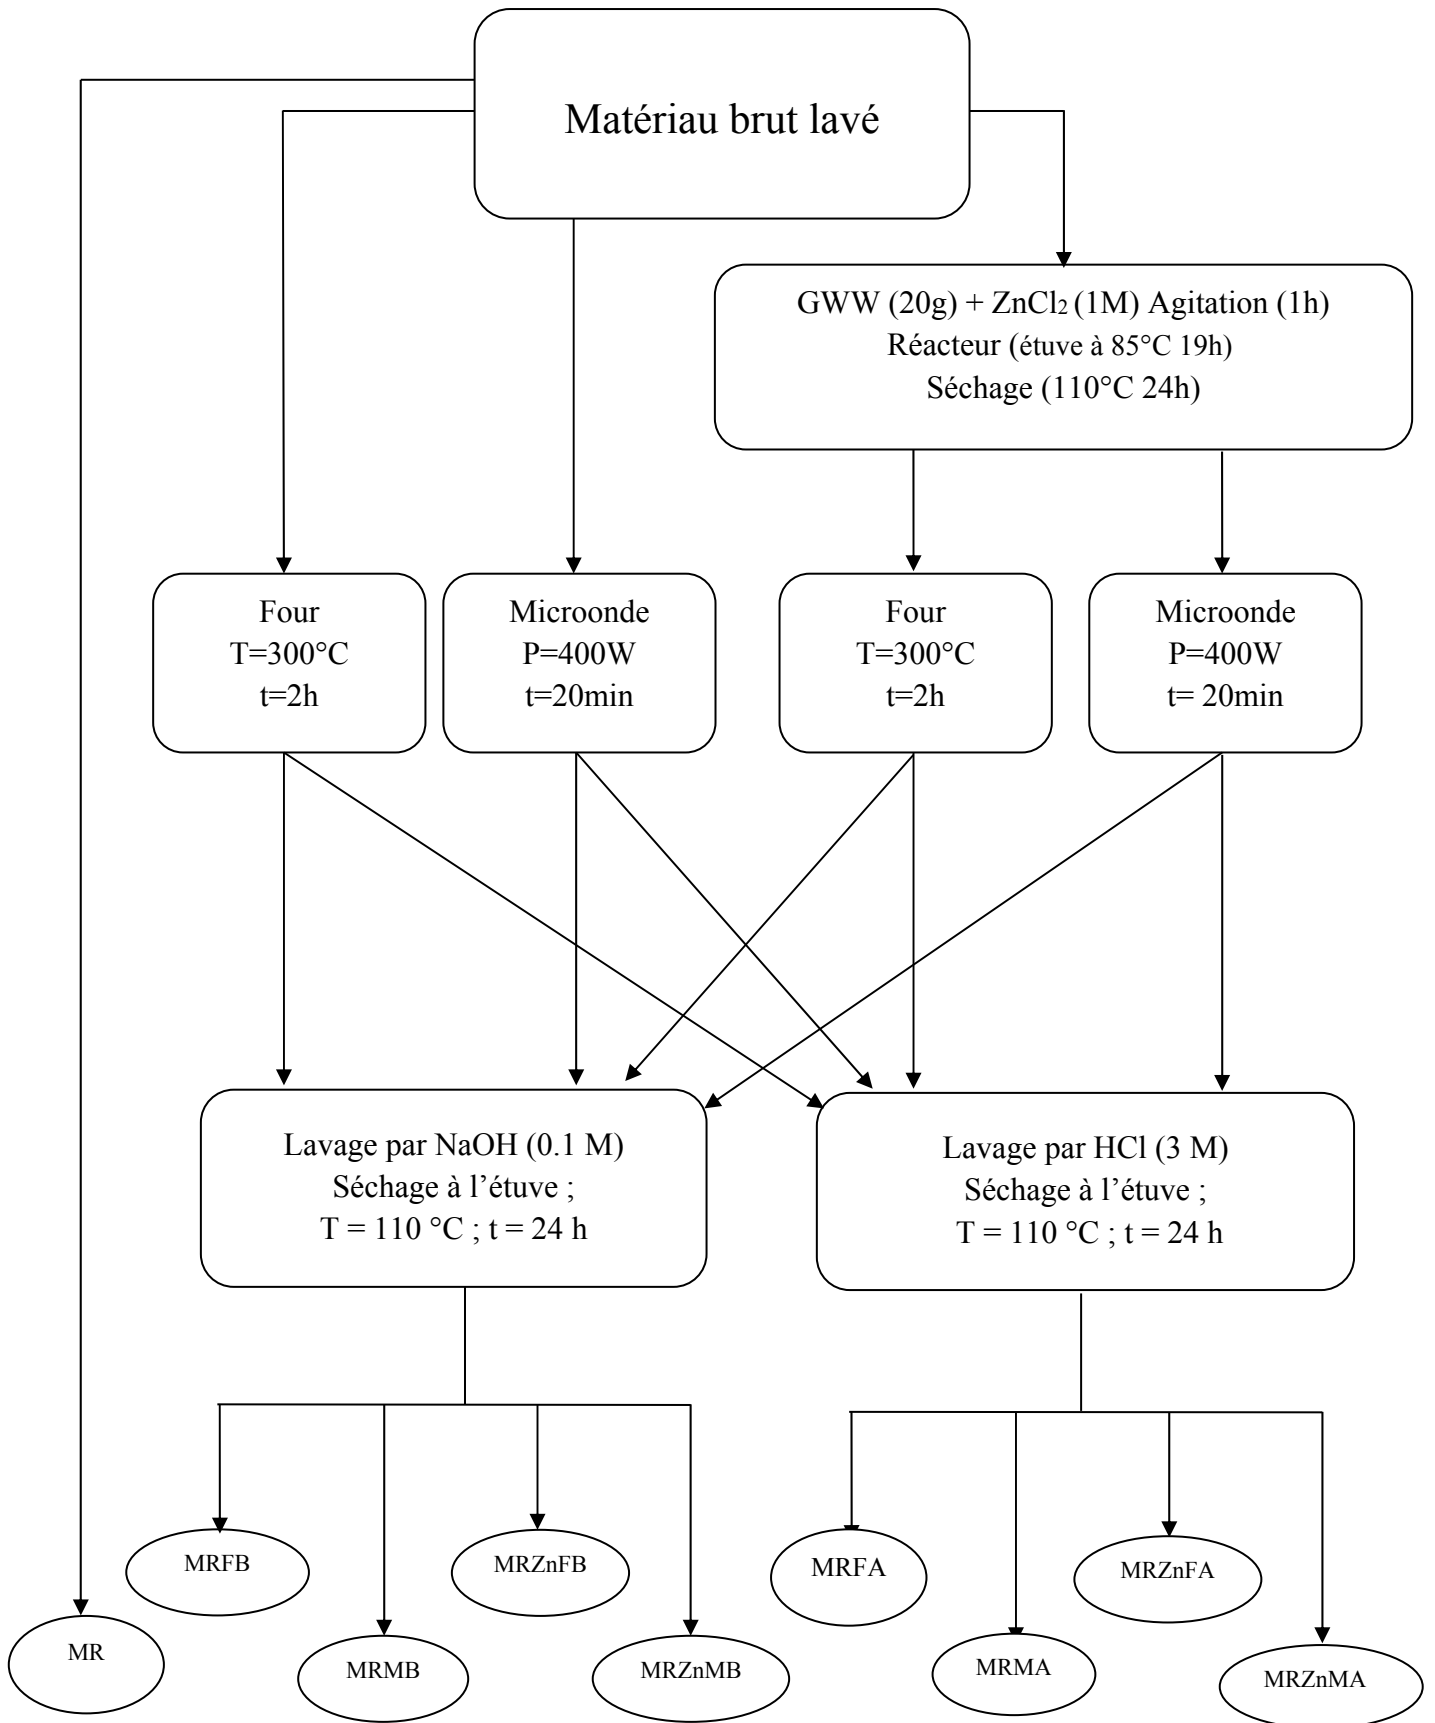 Matériau brut lavé
GWW (20g) + ZnCl₂ (1M) Agitation (1h)
Réacteur (étuve à 85°C 19h)
Séchage (110°C 24h)
Four
T=300°C
t=2h
Microonde
P=400W
t=20min
Four
T=300°C
t=2h
Microonde
P=400W
t= 20min
Lavage par NaOH (0.1 M)
Séchage à l’étuve ;
T = 110 °C ; t = 24 h
Lavage par HCl (3 M)
Séchage à l’étuve ;
T = 110 °C ; t = 24 h
MRFB
MRZnFB
MRFA
MRZnFA
MR
MRMB
MRZnMB
MRMA
MRZnMA